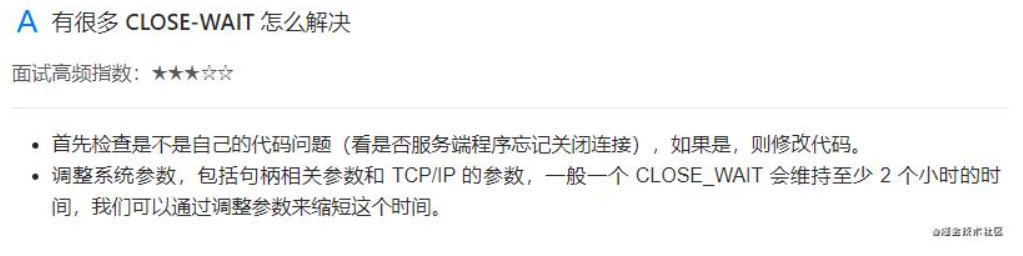 A 有很多 CLOSE-WAIT 怎么解决
面试高频指数：★★★☆☆
• 首先检查是不是自己的代码问题（看是否服务端程序忘记关闭连接），如果是，则修改代码。
• 调整系统参数，包括句柄相关参数和 TCP/IP 的参数，一般一个 CLOSE_WAIT 会维持至少 2 个小时的时
间，我们可以通过调整参数来缩短这个时间。
@掘金技术社区